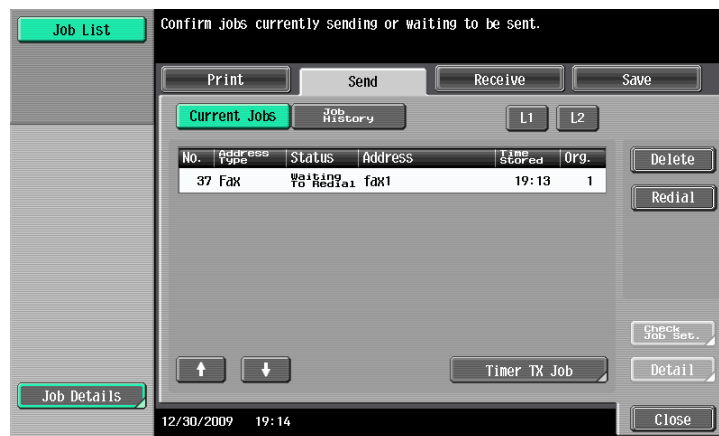 Job List
Confirm jobs currently sending or waiting to be sent.
Print
Send
Receive
Save
Current Jobs
Job
History
L1
L2
No. Address Type Status Address Time Stored Org.
37 Fax Waiting To Redial fax1 19:13 1
Delete
Redial
Check
Job Set.
Timer TX Job
Detail
Job Details
12/30/2009 19:14
Close